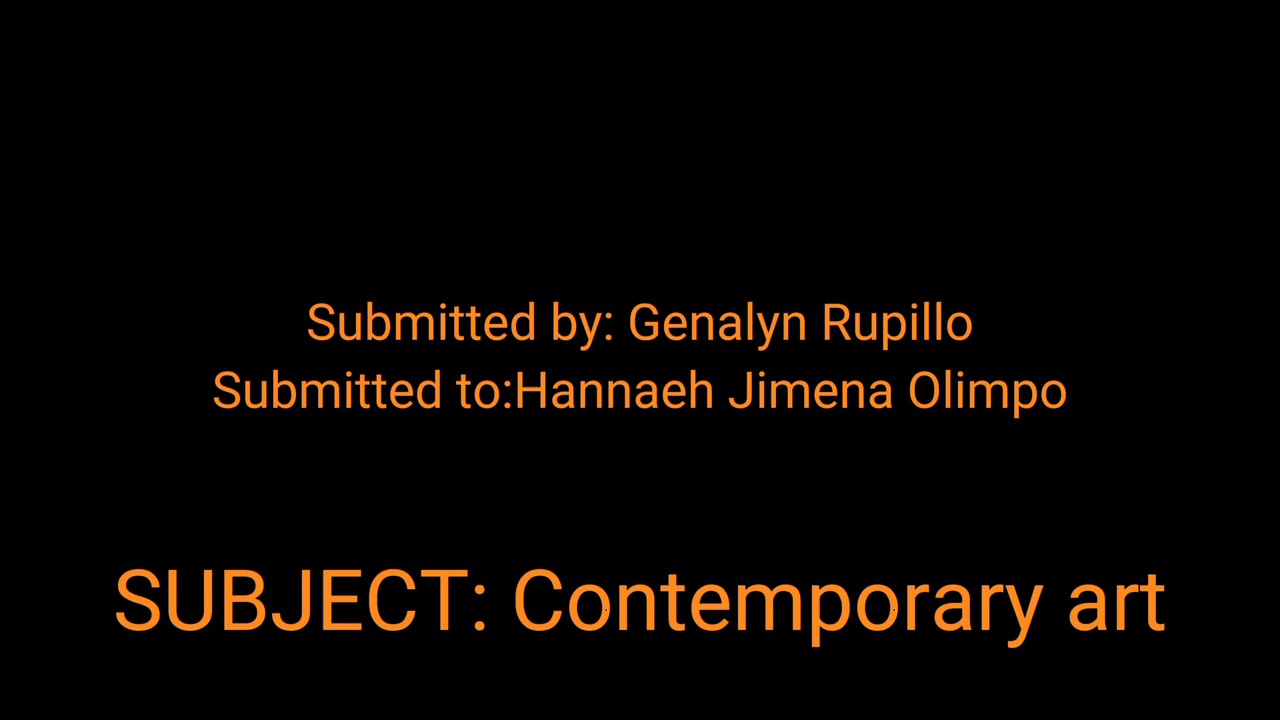 Submitted by: Genalyn Rupillo
Submitted to:Hannaeh Jimena Olimpo
SUBJECT: Contemporary art